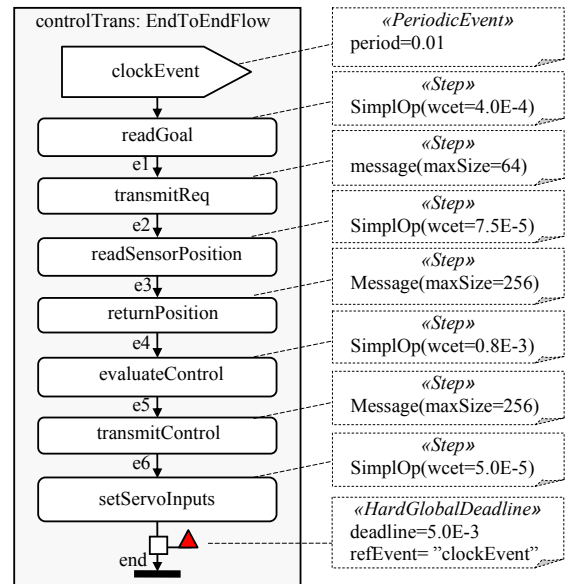 controlTrans: EndToEndFlow
clockEvent
readGoal
e1
transmitReq
e2
readSensorPosition
e3
returnPosition
e4
evaluateControl
e5
transmitControl
e6
setServoInputs
end
«PeriodicEvent»
period=0.01
«Step»
SimplOp(wcet=4.0E-4)
«Step»
message(maxSize=64)
«Step»
SimplOp(wcet=7.5E-5)
«Step»
Message(maxSize=256)
«Step»
SimplOp(wcet=0.8E-3)
«Step»
Message(maxSize=256)
«Step»
SimplOp(wcet=5.0E-5)
«HardGlobalDeadline»
deadline=5.0E-3
refEvent= ”clockEvent”